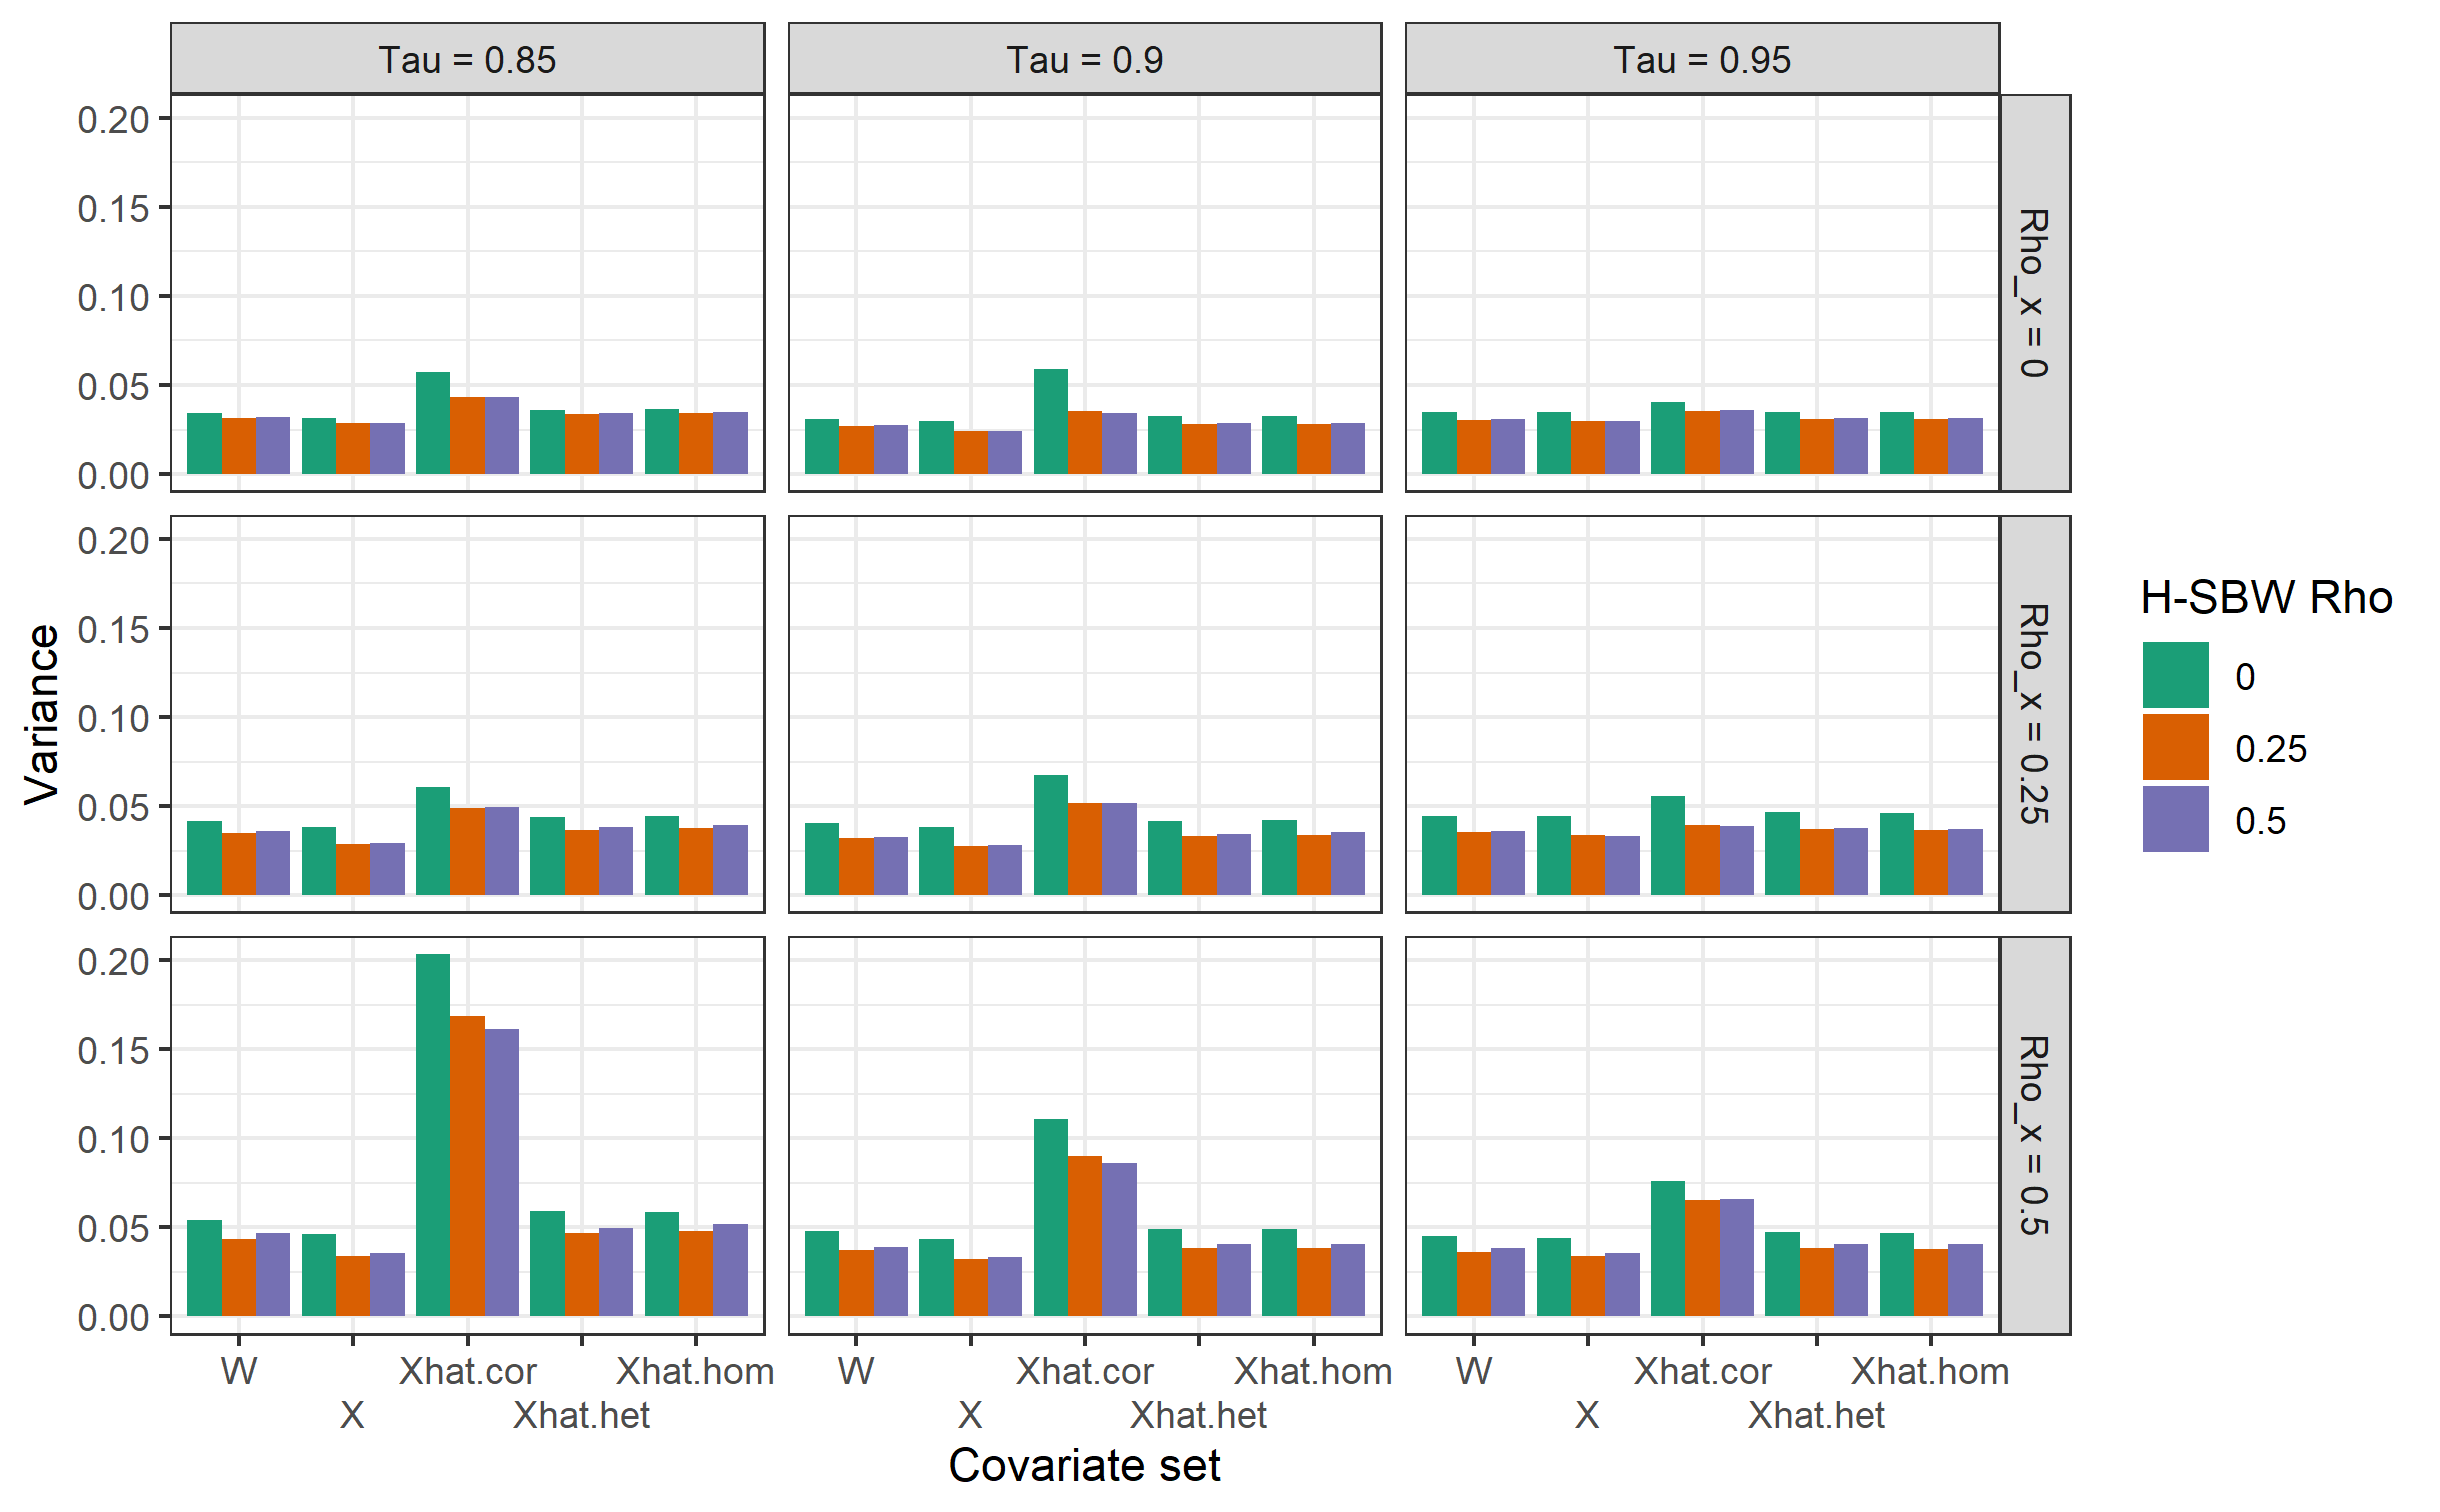 Tau = 0.85
Tau = 0.9
Tau = 0.95
0.20
0.15
0.10
0.05
0.00
Rho_x = 0
0.20
0.15
0.10
0.05
0.00
Rho_x = 0.25
0.20
0.15
0.10
0.05
0.00
Rho_x = 0.5
Variance
W
X
Xhat.cor
Xhat.het
Xhat.hom
W
X
Xhat.cor
Xhat.het
Xhat.hom
W
X
Xhat.cor
Xhat.het
Xhat.hom
Covariate set
H-SBW Rho
0
0.25
0.5